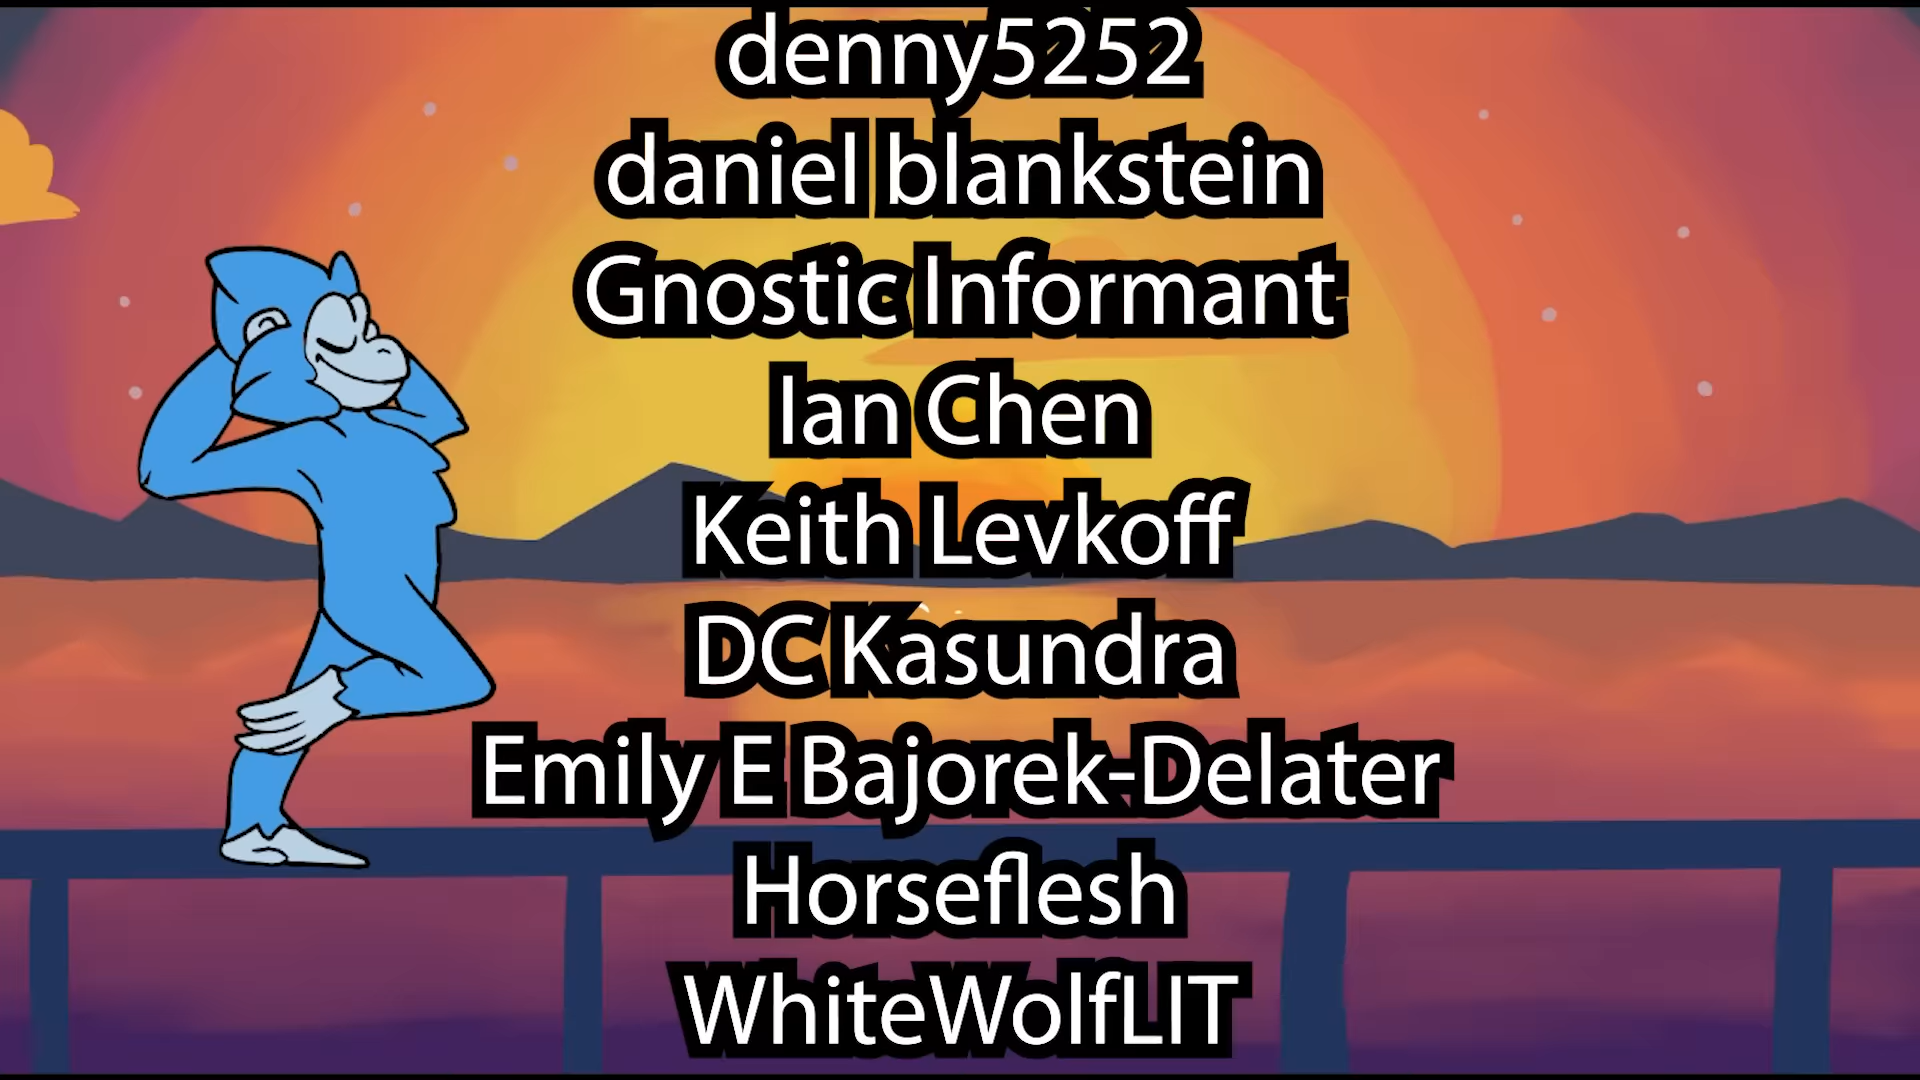 denny5252
daniel blankstein
Gnostic Informant
Ian Chen
Keith Levkoff
DC Kasundra
Emily E Bajorek-Delater
Horseflesh
WhiteWolfLIT